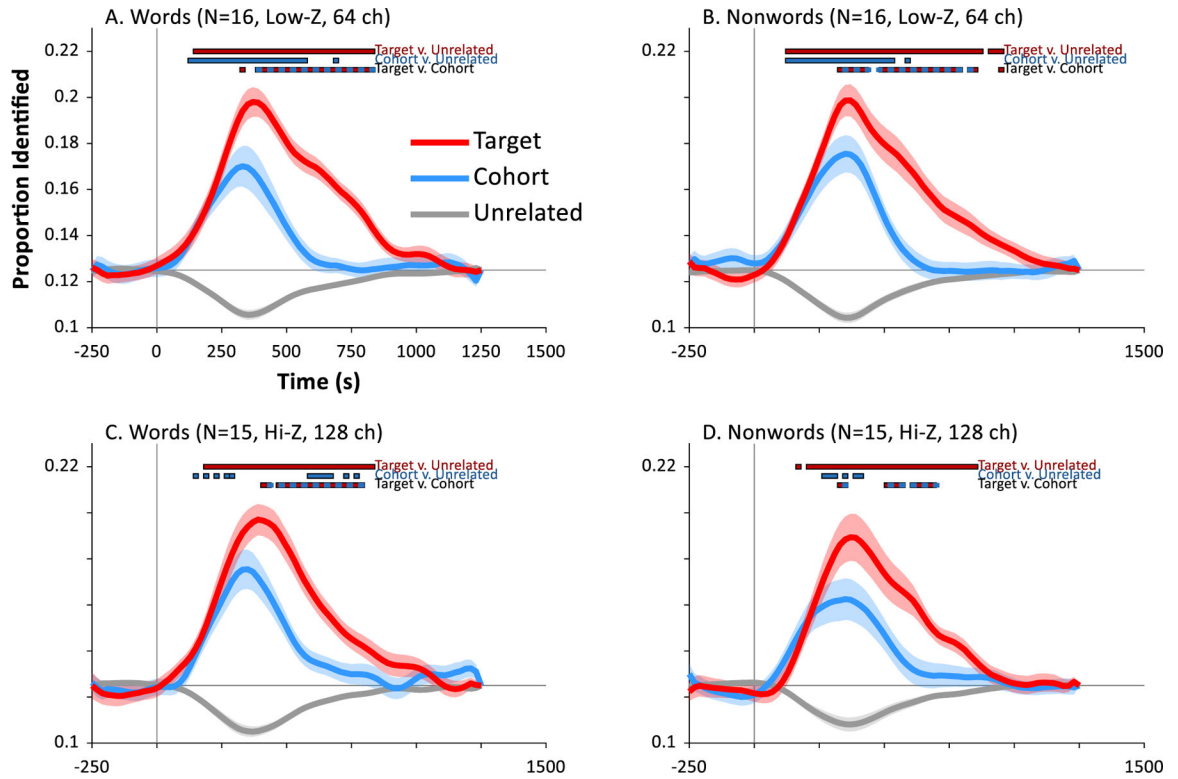 A. Words (N=16, Low-Z, 64 ch)
B. Nonwords (N=16, Low-Z, 64 ch)
Proportion Identified
0.22
0.2
0.18
0.16
0.14
0.12
0.1
Target v. Unrelated
Cohort v. Unrelated
Target v. Cohort
Target
Cohort
Unrelated
-250
0
250
500
750
1000
1250
1500
Time (s)
0.22
0.1
Target v. Unrelated
Cohort v. Unrelated
Target v. Cohort
-250
1500
C. Words (N=15, Hi-Z, 128 ch)
D. Nonwords (N=15, Hi-Z, 128 ch)
0.22
0.1
Target v. Unrelated
Cohort v. Unrelated
Target v. Cohort
-250
1500
0.22
0.1
Target v. Unrelated
Cohort v. Unrelated
Target v. Cohort
-250
1500